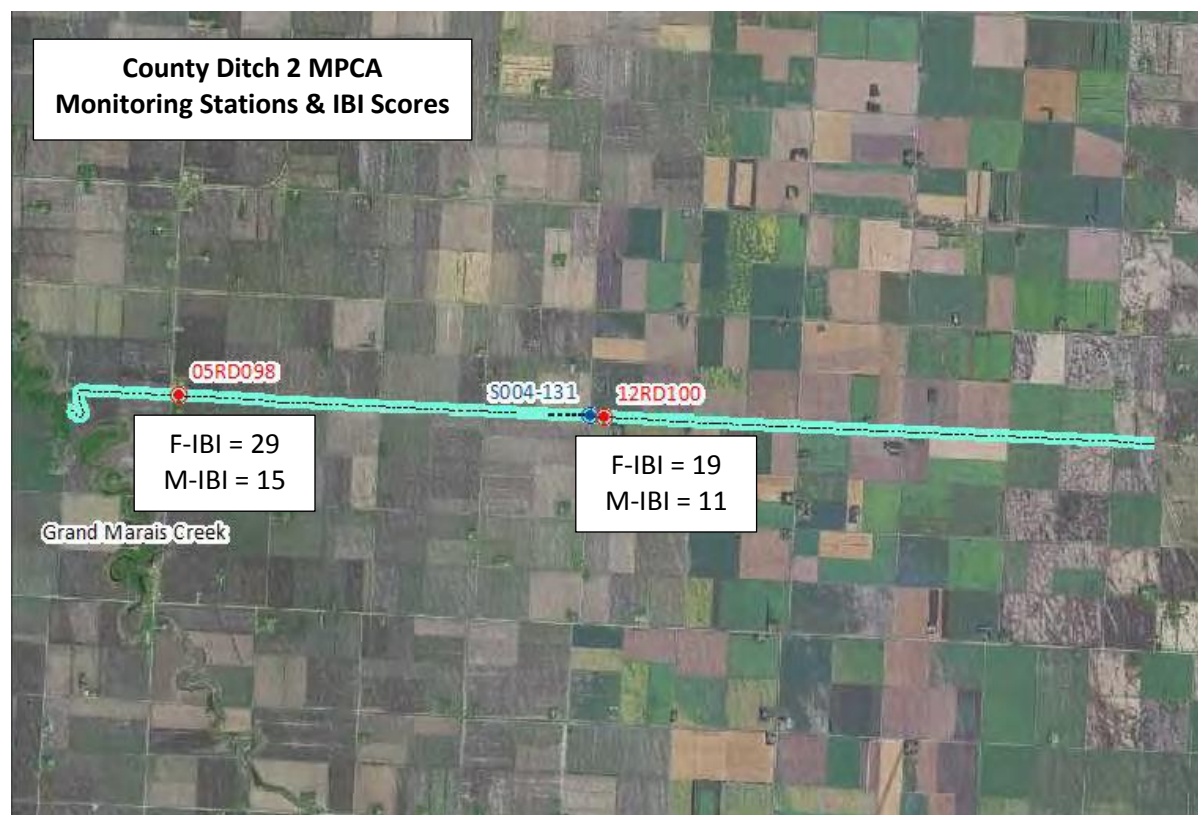 County Ditch 2 MPCA
Monitoring Stations & IBI Scores
05RD098
S004-131
12RD100
F-IBI = 29
M-IBI = 15
F-IBI = 19
M-IBI = 11
Grand Marais Creek